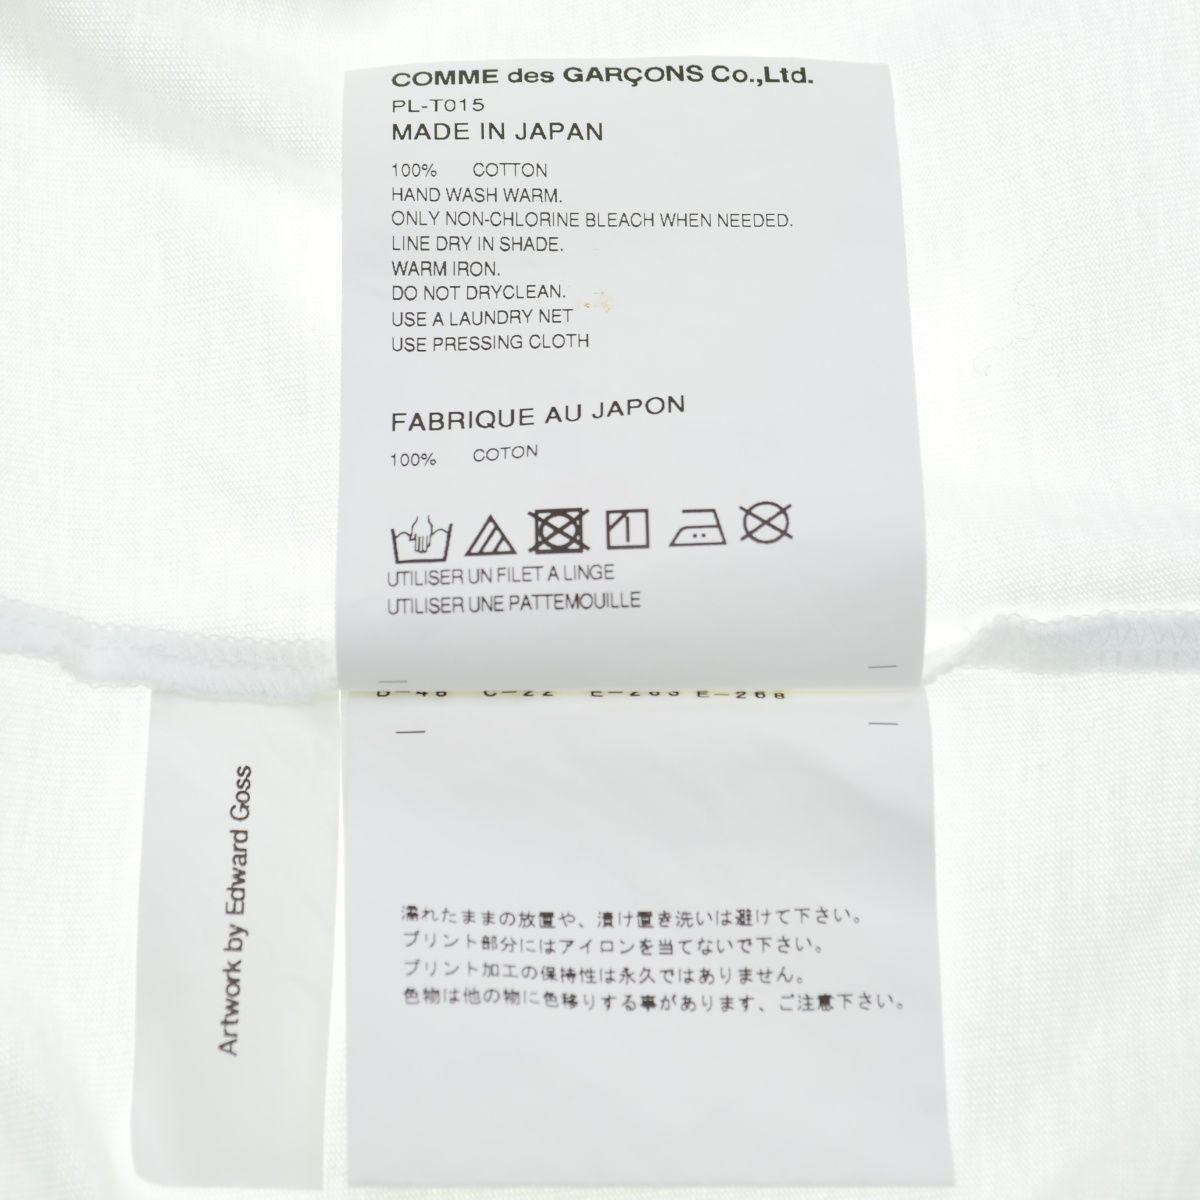 COMME des GARÇONS Co.,Ltd.
PL-T015
MADE IN JAPAN
100% COTTON
HAND WASH WARM.
ONLY NON-CHLORINE BLEACH WHEN NEEDED.
LINE DRY IN SHADE.
WARM IRON.
DO NOT DRYCLEAN.
USE A LAUNDRY NET
USE PRESSING CLOTH
FABRIQUE AU JAPON
100% COTON
UTILISER UN FILET A LINGE
UTILISER UNE PATTEMOUILLE
D-48 C-22 E-263 E-268
濡れたままの放置や、漬け置き洗いは避けて下さい。
プリント部分にはアイロンを当てないで下さい。
プリント加工の保持性は永久ではありません。
色物は他の物に色移りする事があります、ご注意下さい。
Artwork by Edward Goss